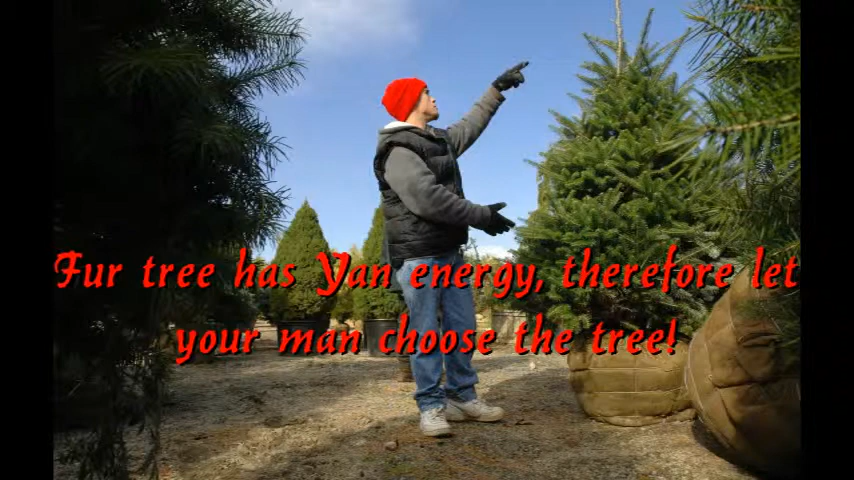 Fur tree has Yan energy, therefore let
your man choose the tree!